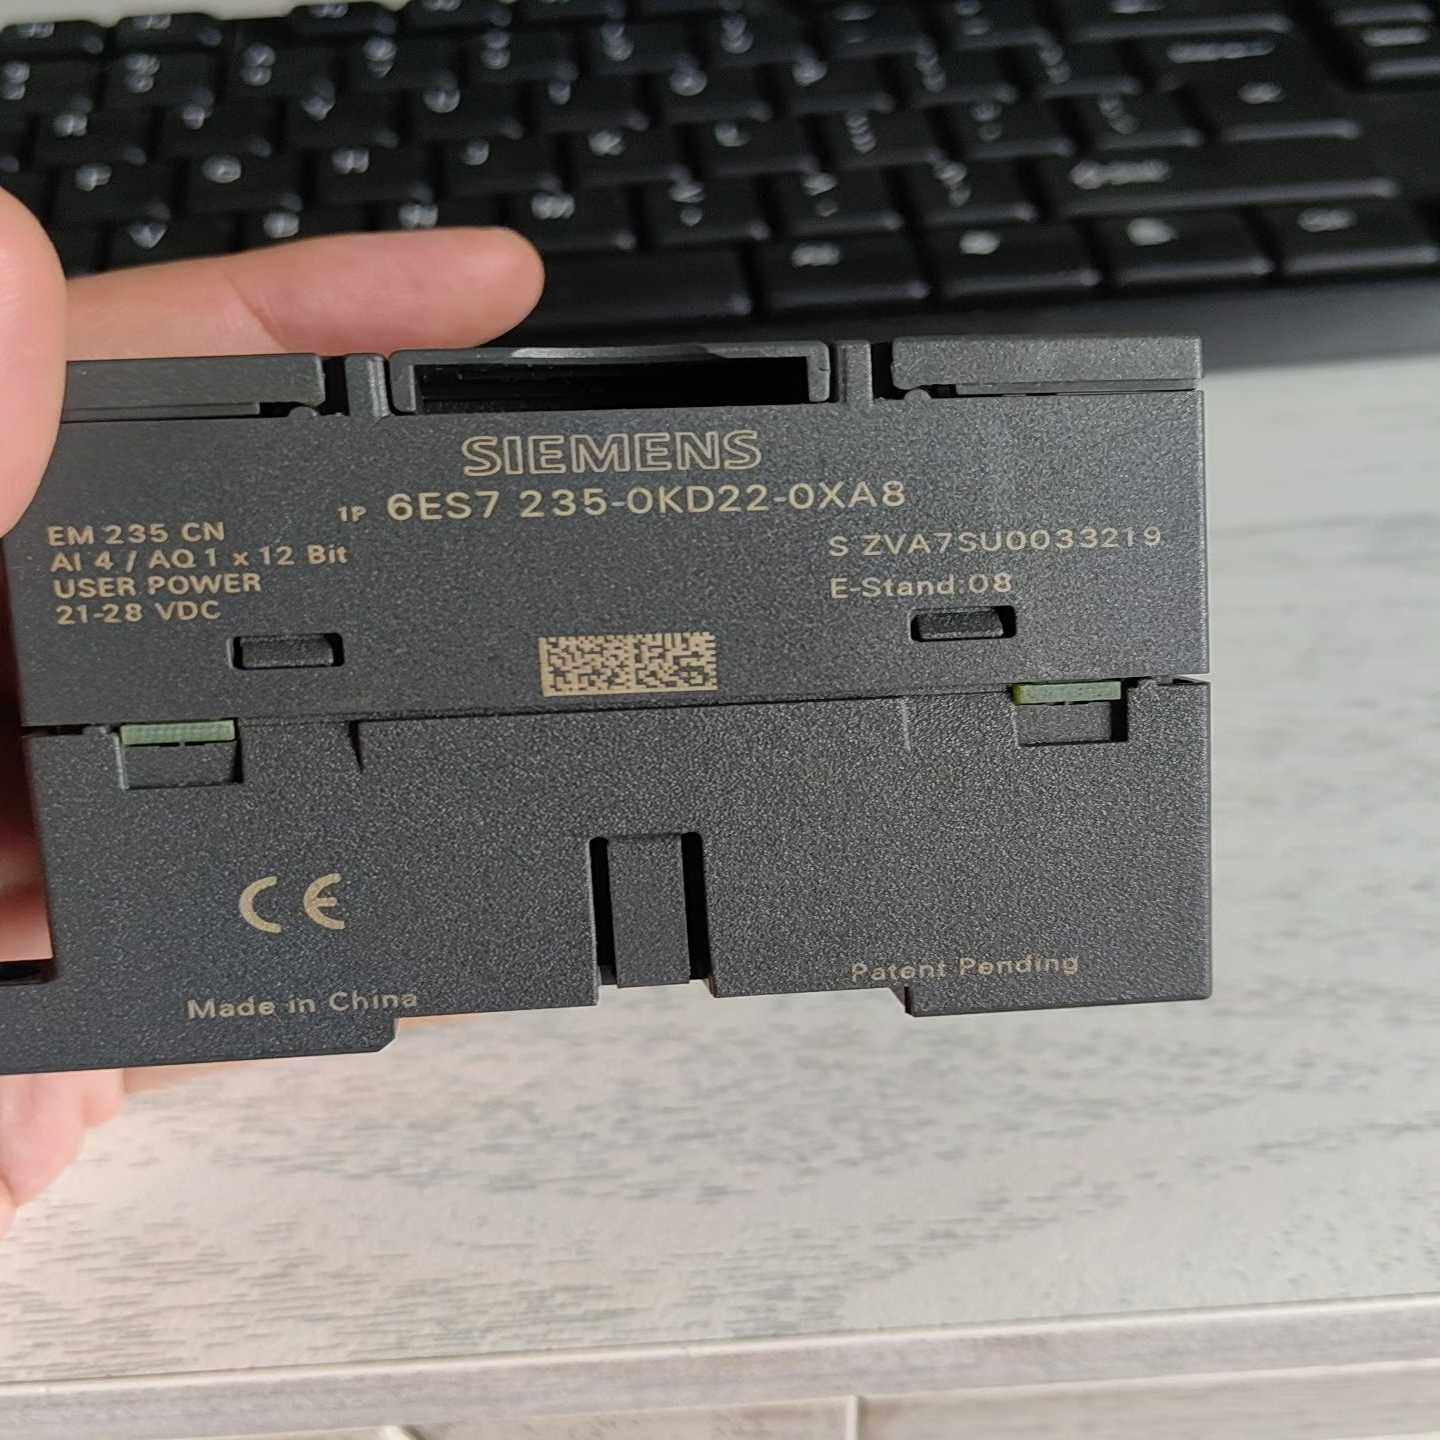 SIEMENS
1P 6ES7 235-0KD22-0XA8
EM 235 CN
AI 4 / AQ 1 x 12 Bit
USER POWER
21-28 VDC
S ZVA7SU0033219
E-Stand:08
CE
Made in China
Patent Pending